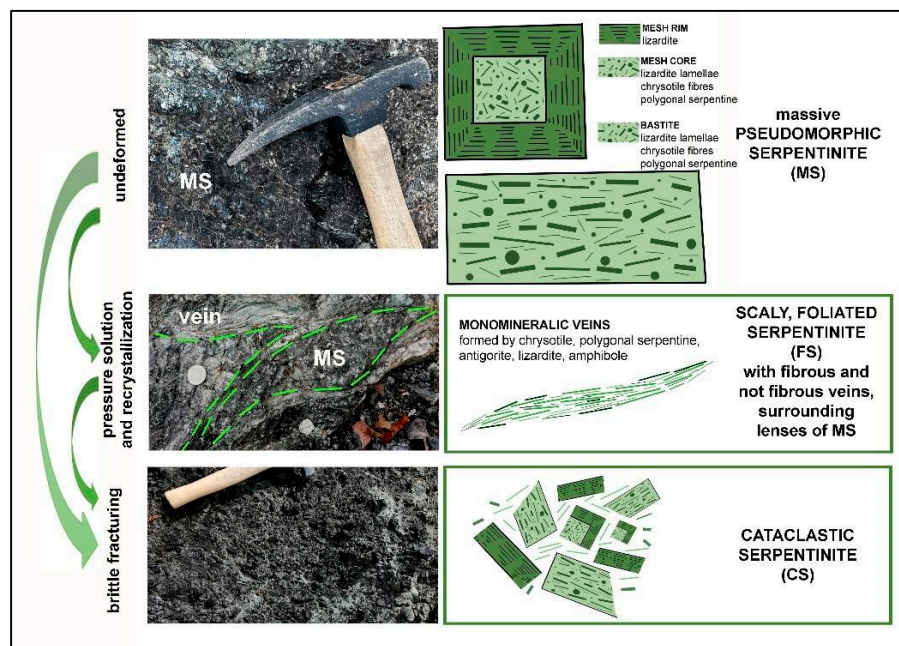 undeformed
pressure solution
and recrystallization
brittle fracturing
MS
MESH RIM
lizardite
MESH CORE
lizardite lamellae
chrysotile fibres
polygonal serpentine
BASTITE
lizardite lamellae
chrysotile fibres
polygonal serpentine
massive
PSEUDOMORPHIC
SERPENTINITE
(MS)
vein
MS
MONOMINERALIC VEINS
formed by chrysotile, polygonal serpentine,
antigorite, lizardite, amphibole
SCALY, FOLIATED
SERPENTINITE
(FS)
with fibrous and
not fibrous veins,
surrounding
lenses of MS
CATACLASTIC
SERPENTINITE
(CS)